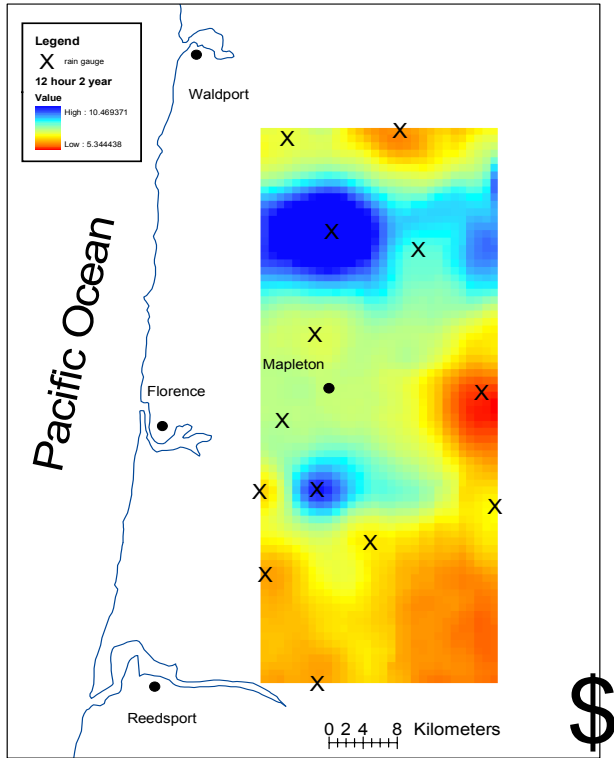 Legend
X rain gauge
12 hour 2 year
Value
High : 10.469371
Low : 5.344438
Waldport
X X
X X
X
Mapleton
X
Florence
X
Pacific Ocean
X X
X
X
X
X
Reedsport
0 2 4 8 Kilometers
$